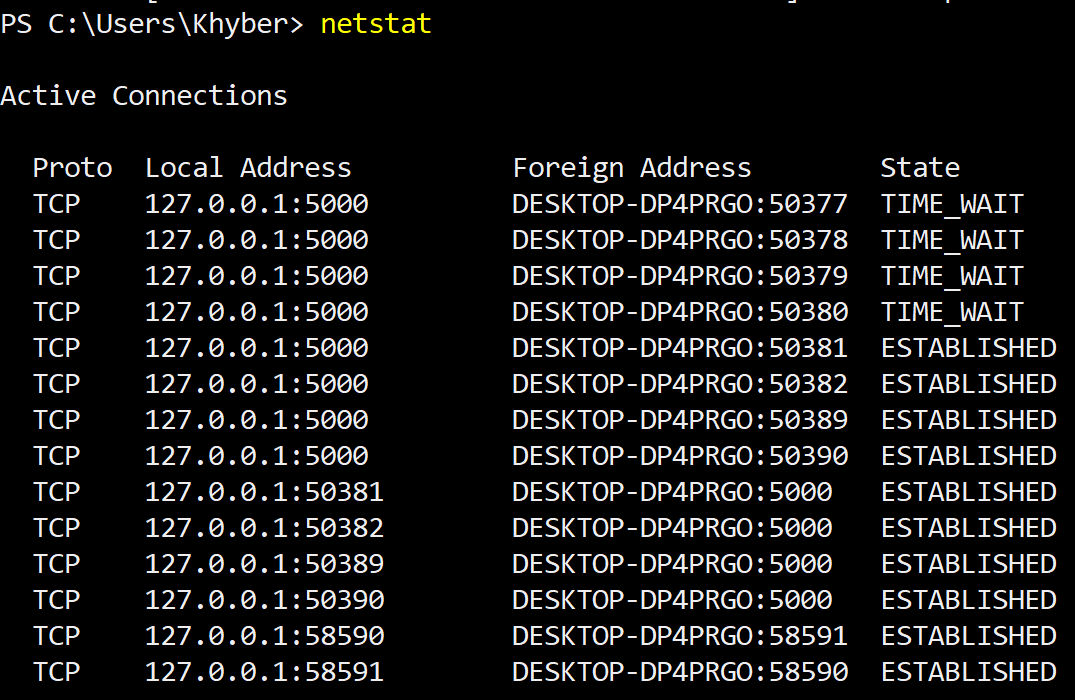 PS C:\Users\Khyber> netstat
Active Connections
Proto  Local Address          Foreign Address        State
TCP    127.0.0.1:5000         DESKTOP-DP4PRGO:50377  TIME_WAIT
TCP    127.0.0.1:5000         DESKTOP-DP4PRGO:50378  TIME_WAIT
TCP    127.0.0.1:5000         DESKTOP-DP4PRGO:50379  TIME_WAIT
TCP    127.0.0.1:5000         DESKTOP-DP4PRGO:50380  TIME_WAIT
TCP    127.0.0.1:5000         DESKTOP-DP4PRGO:50381  ESTABLISHED
TCP    127.0.0.1:5000         DESKTOP-DP4PRGO:50382  ESTABLISHED
TCP    127.0.0.1:5000         DESKTOP-DP4PRGO:50389  ESTABLISHED
TCP    127.0.0.1:5000         DESKTOP-DP4PRGO:50390  ESTABLISHED
TCP    127.0.0.1:50381        DESKTOP-DP4PRGO:5000   ESTABLISHED
TCP    127.0.0.1:50382        DESKTOP-DP4PRGO:5000   ESTABLISHED
TCP    127.0.0.1:50389        DESKTOP-DP4PRGO:5000   ESTABLISHED
TCP    127.0.0.1:50390        DESKTOP-DP4PRGO:5000   ESTABLISHED
TCP    127.0.0.1:58590        DESKTOP-DP4PRGO:58591  ESTABLISHED
TCP    127.0.0.1:58591        DESKTOP-DP4PRGO:58590  ESTABLISHED